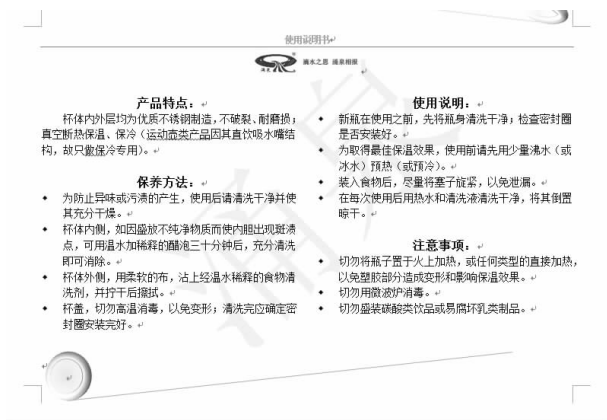 使用说明书
滴水之恩 涌泉相报
产品特点：
杯体内外层均为优质不锈钢制造，不破裂、耐磨损；
真空断热保温、保冷（运动壶类产品因其直饮吸水嘴结
构，故只做保冷专用）。
保养方法：
◆ 为防止异味或污渍的产生，使用后请清洗干净并使
其充分干燥。
◆ 杯体内侧，如因盛放不纯净物质而使内胆出现斑渍
点，可用温水加稀释的醋泡三十分钟后，充分清洗
即可消除。
◆ 杯体外侧，用柔软的布，沾上经温水稀释的食物清
洗剂，并拧干后擦拭。
◆ 杯盖，切勿高温消毒，以免变形；清洗完应确定密
封圈安装完好。
使用说明：
◆ 新瓶在使用之前，先将瓶身清洗干净；检查密封圈
是否安装好。
◆ 为取得最佳保温效果，使用前请先用少量沸水（或
冰水）预热（或预冷）。
◆ 装入食物后，尽量将塞子旋紧，以免泄漏。
◆ 在每次使用后用热水和清洗液清洗干净，将其倒置
晾干。
注意事项：
◆ 切勿将瓶子置于火上加热，或任何类型的直接加热，
以免塑胶部分造成变形和影响保温效果。
◆ 切勿用微波炉消毒。
◆ 切勿盛装碳酸类饮品或易腐坏乳类制品。